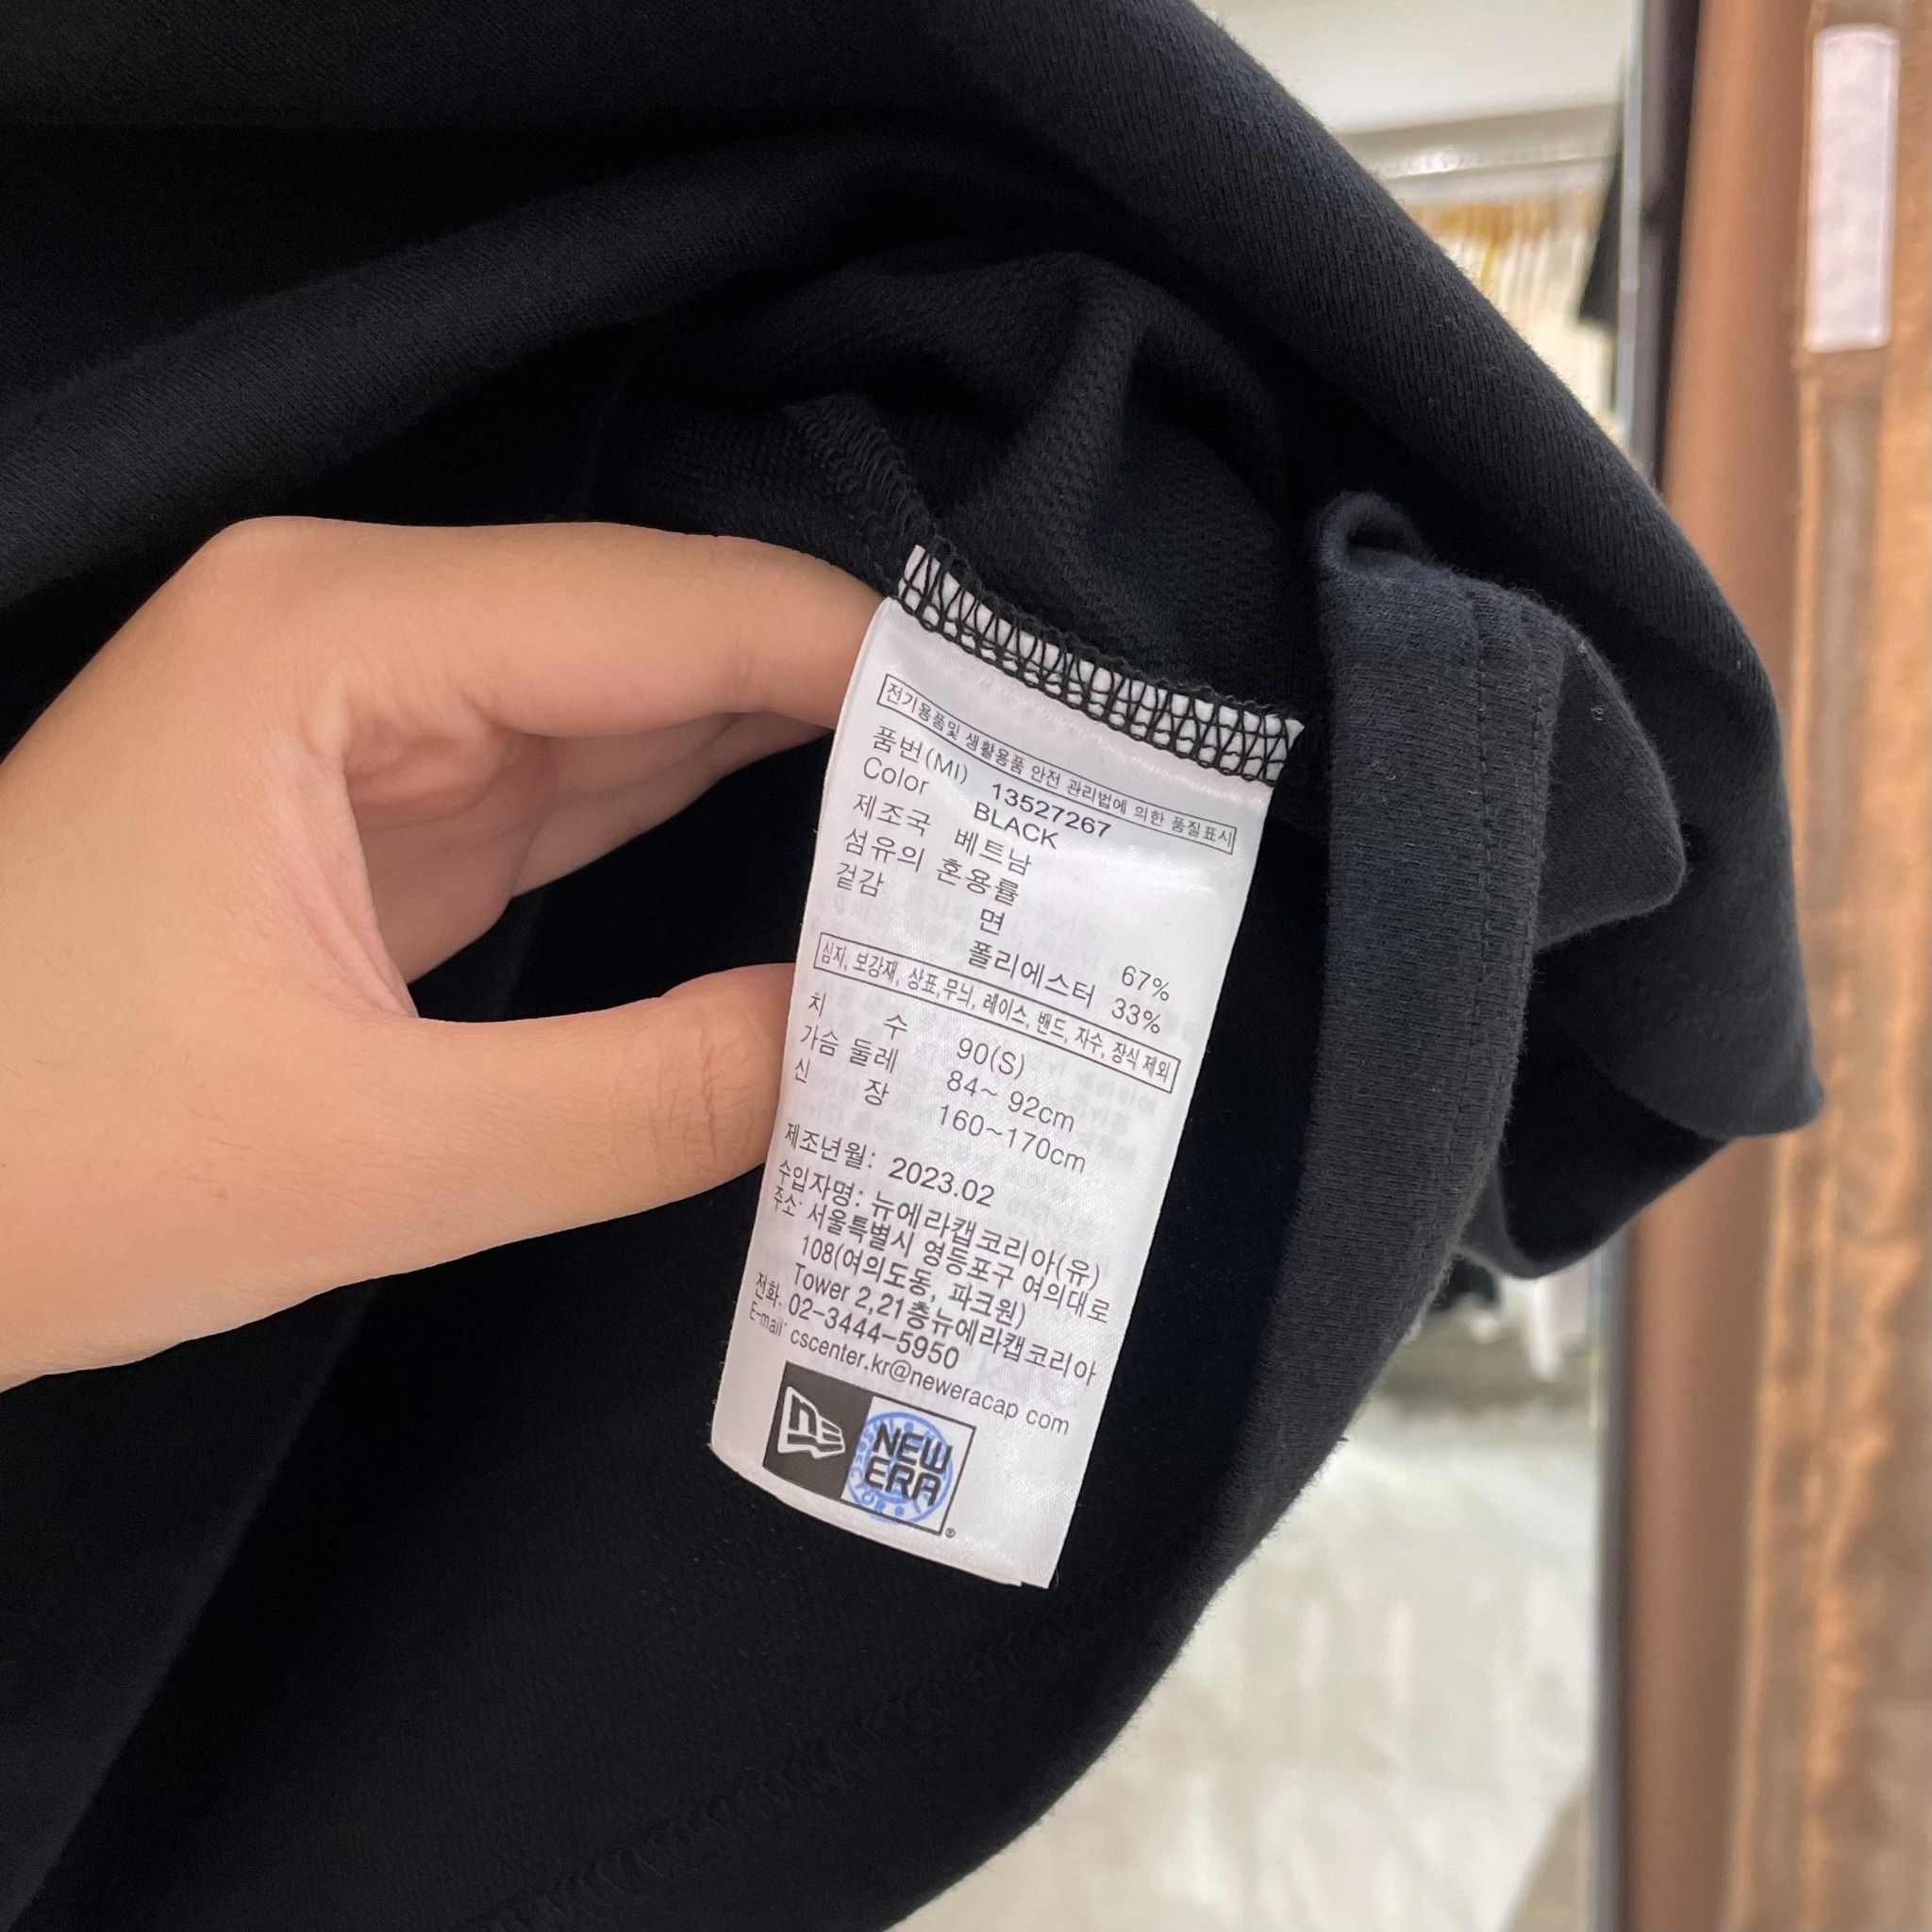 전기용품및 생활용품 안전 관리법에 의한 품질표시
품번(MI) 13527267
Color BLACK
제조국 베트남
섬유의 혼용률
겉감
면 67%
폴리에스터 33%
심지, 보강재, 상표,무늬, 레이스, 밴드, 자수, 장식 제외
치 수 90(S)
가슴 둘레 84~ 92cm
신 장 160~170cm
제조년월: 2023.02
수입자명: 뉴에라캡코리아(유)
주소: 서울특별시 영등포구 여의대로
108(여의도동, 파크원)
Tower 2,21층뉴에라캡코리아
전화: 02-3444-5950
E-mail: cscenter.kr@neweracap com
NE NEW
ERA®